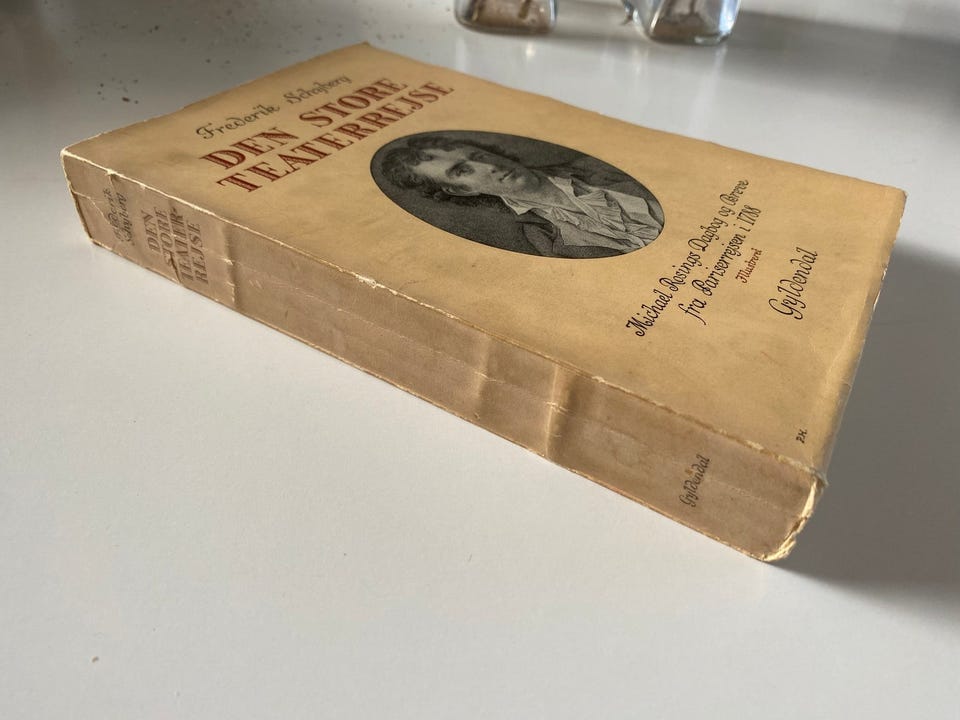 Frederik Schyberg
DEN STORE
TEATERREJSE
Michael Rosings Dagbog og Breve
fra Pariserrejsen i 1788
Illustreret
Gyldendal
P.H.
Frederik
Schyberg
DEN
STORE
TEATER-
REJSE
Gyldendal